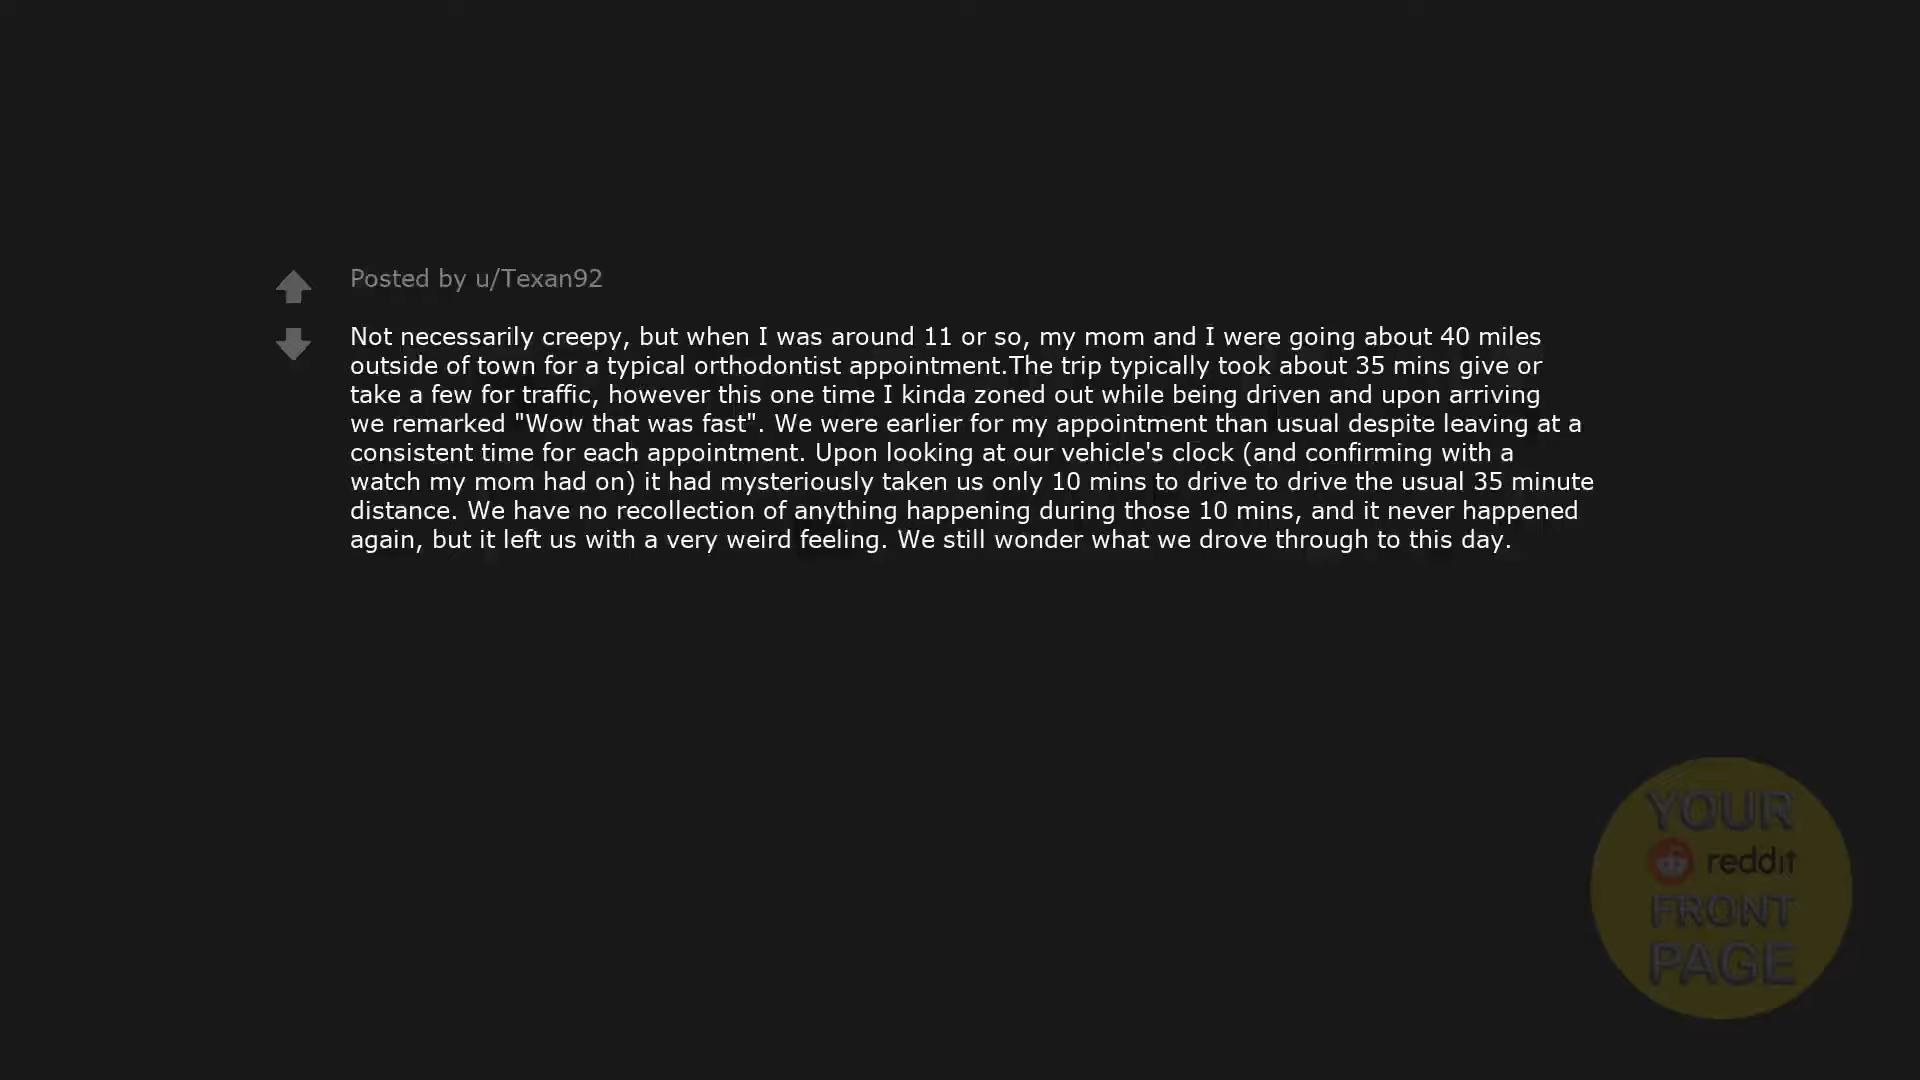 Posted by u/Texan92
Not necessarily creepy, but when I was around 11 or so, my mom and I were going about 40 miles
outside of town for a typical orthodontist appointment.The trip typically took about 35 mins give or
take a few for traffic, however this one time I kinda zoned out while being driven and upon arriving
we remarked "Wow that was fast". We were earlier for my appointment than usual despite leaving at a
consistent time for each appointment. Upon looking at our vehicle's clock (and confirming with a
watch my mom had on) it had mysteriously taken us only 10 mins to drive to drive the usual 35 minute
distance. We have no recollection of anything happening during those 10 mins, and it never happened
again, but it left us with a very weird feeling. We still wonder what we drove through to this day.
YOUR
reddit
FRONT
PAGE